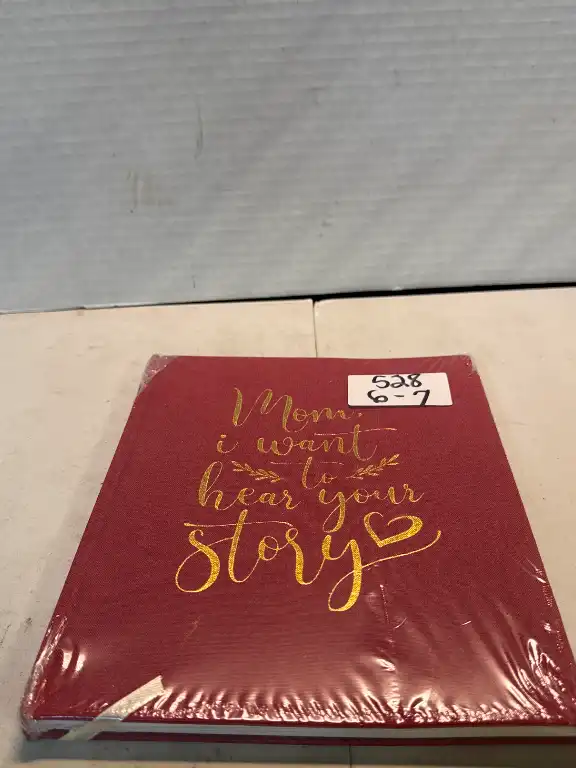 528
6-7
Mom,
i want
to
hear your
story